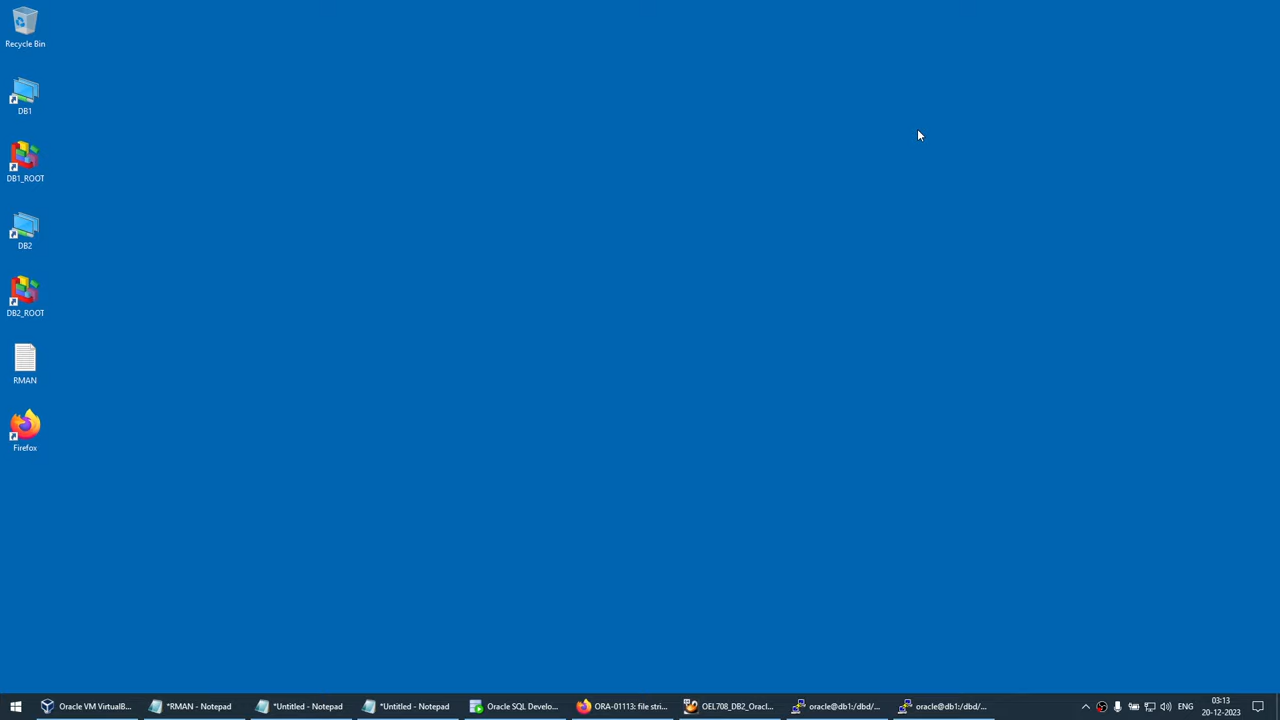 Recycle Bin
DB1
DB1_ROOT
DB2
DB2_ROOT
RMAN
Firefox
Oracle VM VirtualB...
*RMAN - Notepad
*Untitled - Notepad
*Untitled - Notepad
Oracle SQL Develo...
ORA-01113: file stri...
OEL708_DB2_Oracl...
oracle@db1:/dbd/...
oracle@db1:/dbd/...
ENG
03:13
20-12-2023